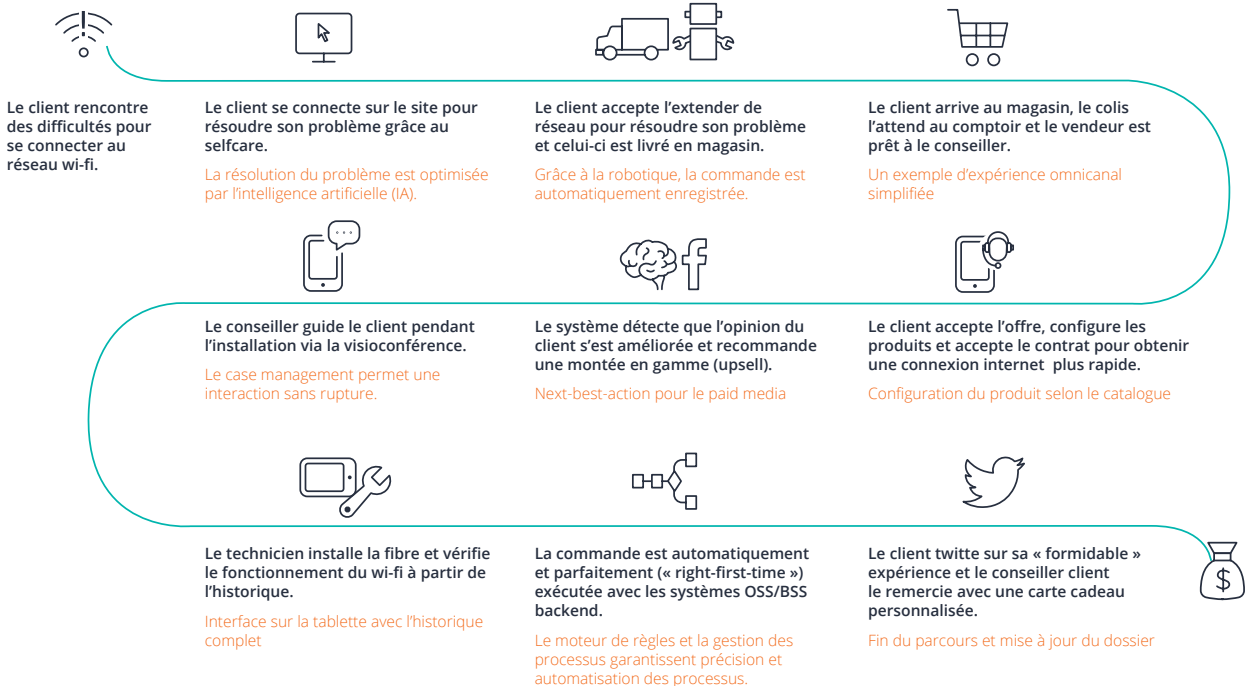 Le client rencontre
des difficultés pour
se connecter au
réseau wi-fi.
Le client se connecte sur le site pour
résoudre son problème grâce au
selfcare.
La résolution du problème est optimisée
par l'intelligence artificielle (IA).
Le client accepte l'extender de
réseau pour résoudre son problème
et celui-ci est livré en magasin.
Grâce à la robotique, la commande est
automatiquement enregistrée.
Le client arrive au magasin, le colis
l'attend au comptoir et le vendeur est
prêt à le conseiller.
Un exemple d'expérience omnicanal
simplifiée
Le conseiller guide le client pendant
l'installation via la visioconférence.
Le case management permet une
interaction sans rupture.
Le système détecte que l'opinion du
client s'est améliorée et recommande
une montée en gamme (upsell).
Next-best-action pour le paid media
Le client accepte l'offre, configure les
produits et accepte le contrat pour obtenir
une connexion internet  plus rapide.
Configuration du produit selon le catalogue
Le technicien installe la fibre et vérifie
le fonctionnement du wi-fi à partir de
l'historique.
Interface sur la tablette avec l'historique
complet
La commande est automatiquement
et parfaitement (« right-first-time »)
exécutée avec les systèmes OSS/BSS
backend.
Le moteur de règles et la gestion des
processus garantissent précision et
automatisation des processus.
Le client twitte sur sa « formidable »
expérience et le conseiller client
le remercie avec une carte cadeau
personnalisée.
Fin du parcours et mise à jour du dossier
$